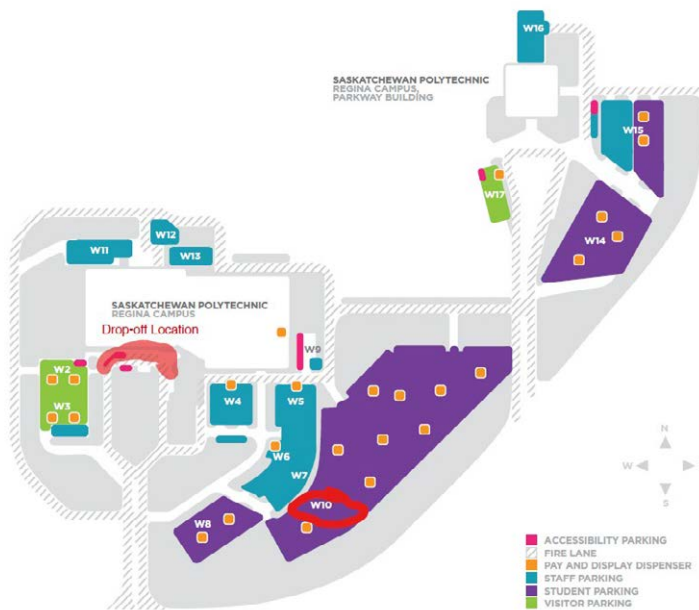 W16
SASKATCHEWAN POLYTECHNIC
REGINA CAMPUS,
PARKWAY BUILDING
W15
W17
W14
W12
W11
W13
SASKATCHEWAN POLYTECHNIC
REGINA CAMPUS
Drop-off Location
W9
W2
W3
W4
W5
W6
W7
W10
W8
N
W
E
S
ACCESSIBILITY PARKING
FIRE LANE
PAY AND DISPLAY DISPENSER
STAFF PARKING
STUDENT PARKING
VISITOR PARKING